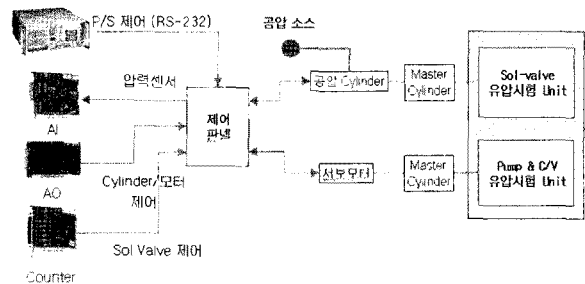 P/S 제어 (RS-232)
공압 소스
압력센서
AI
제어
판넬
공압 Cylinder
Master
Cylinder
Sol-valve
유압시험 Unit
AO
Cylinder/모터
제어
서보모터
Master
Cylinder
Pump & C/V
유압시험 Unit
Sol Valve 제어
Counter